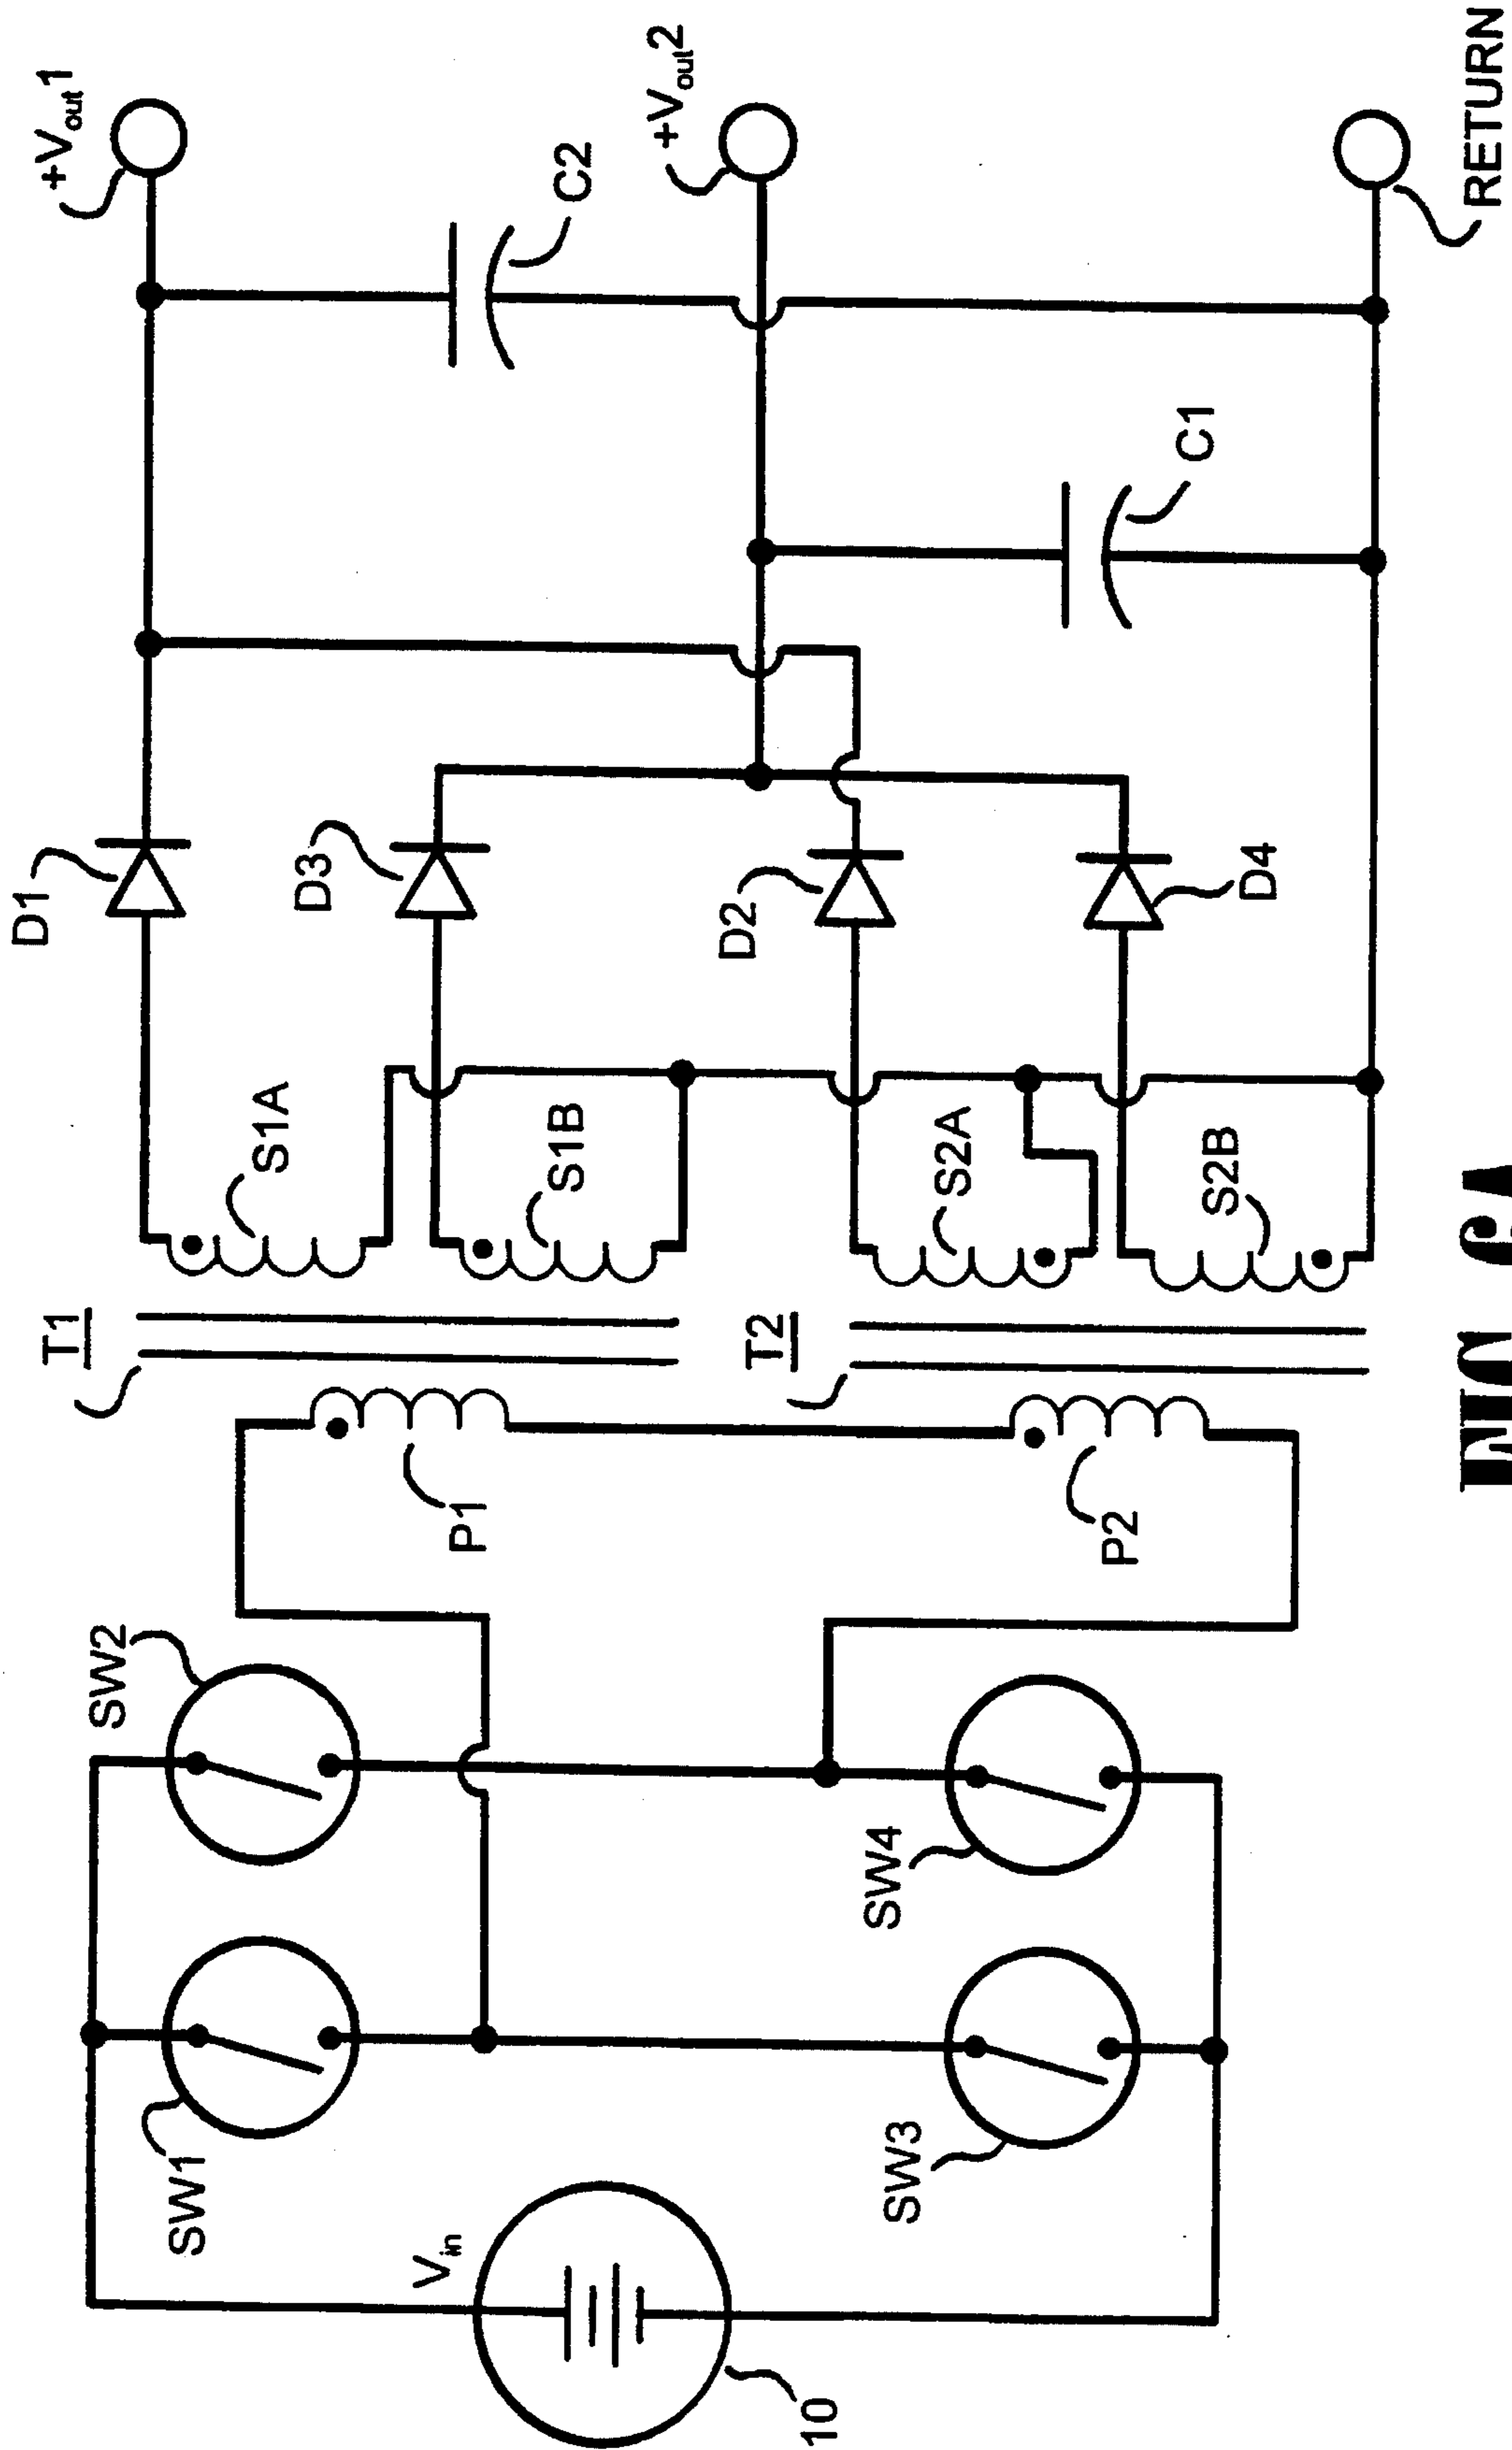 +Vout1
+Vout2
RETURN
C2
C1
D1
D3
D2
D4
S1A
S1B
S2A
S2B
T1
T2
P1
P2
SW2
SW4
SW1
SW3
Vin
10